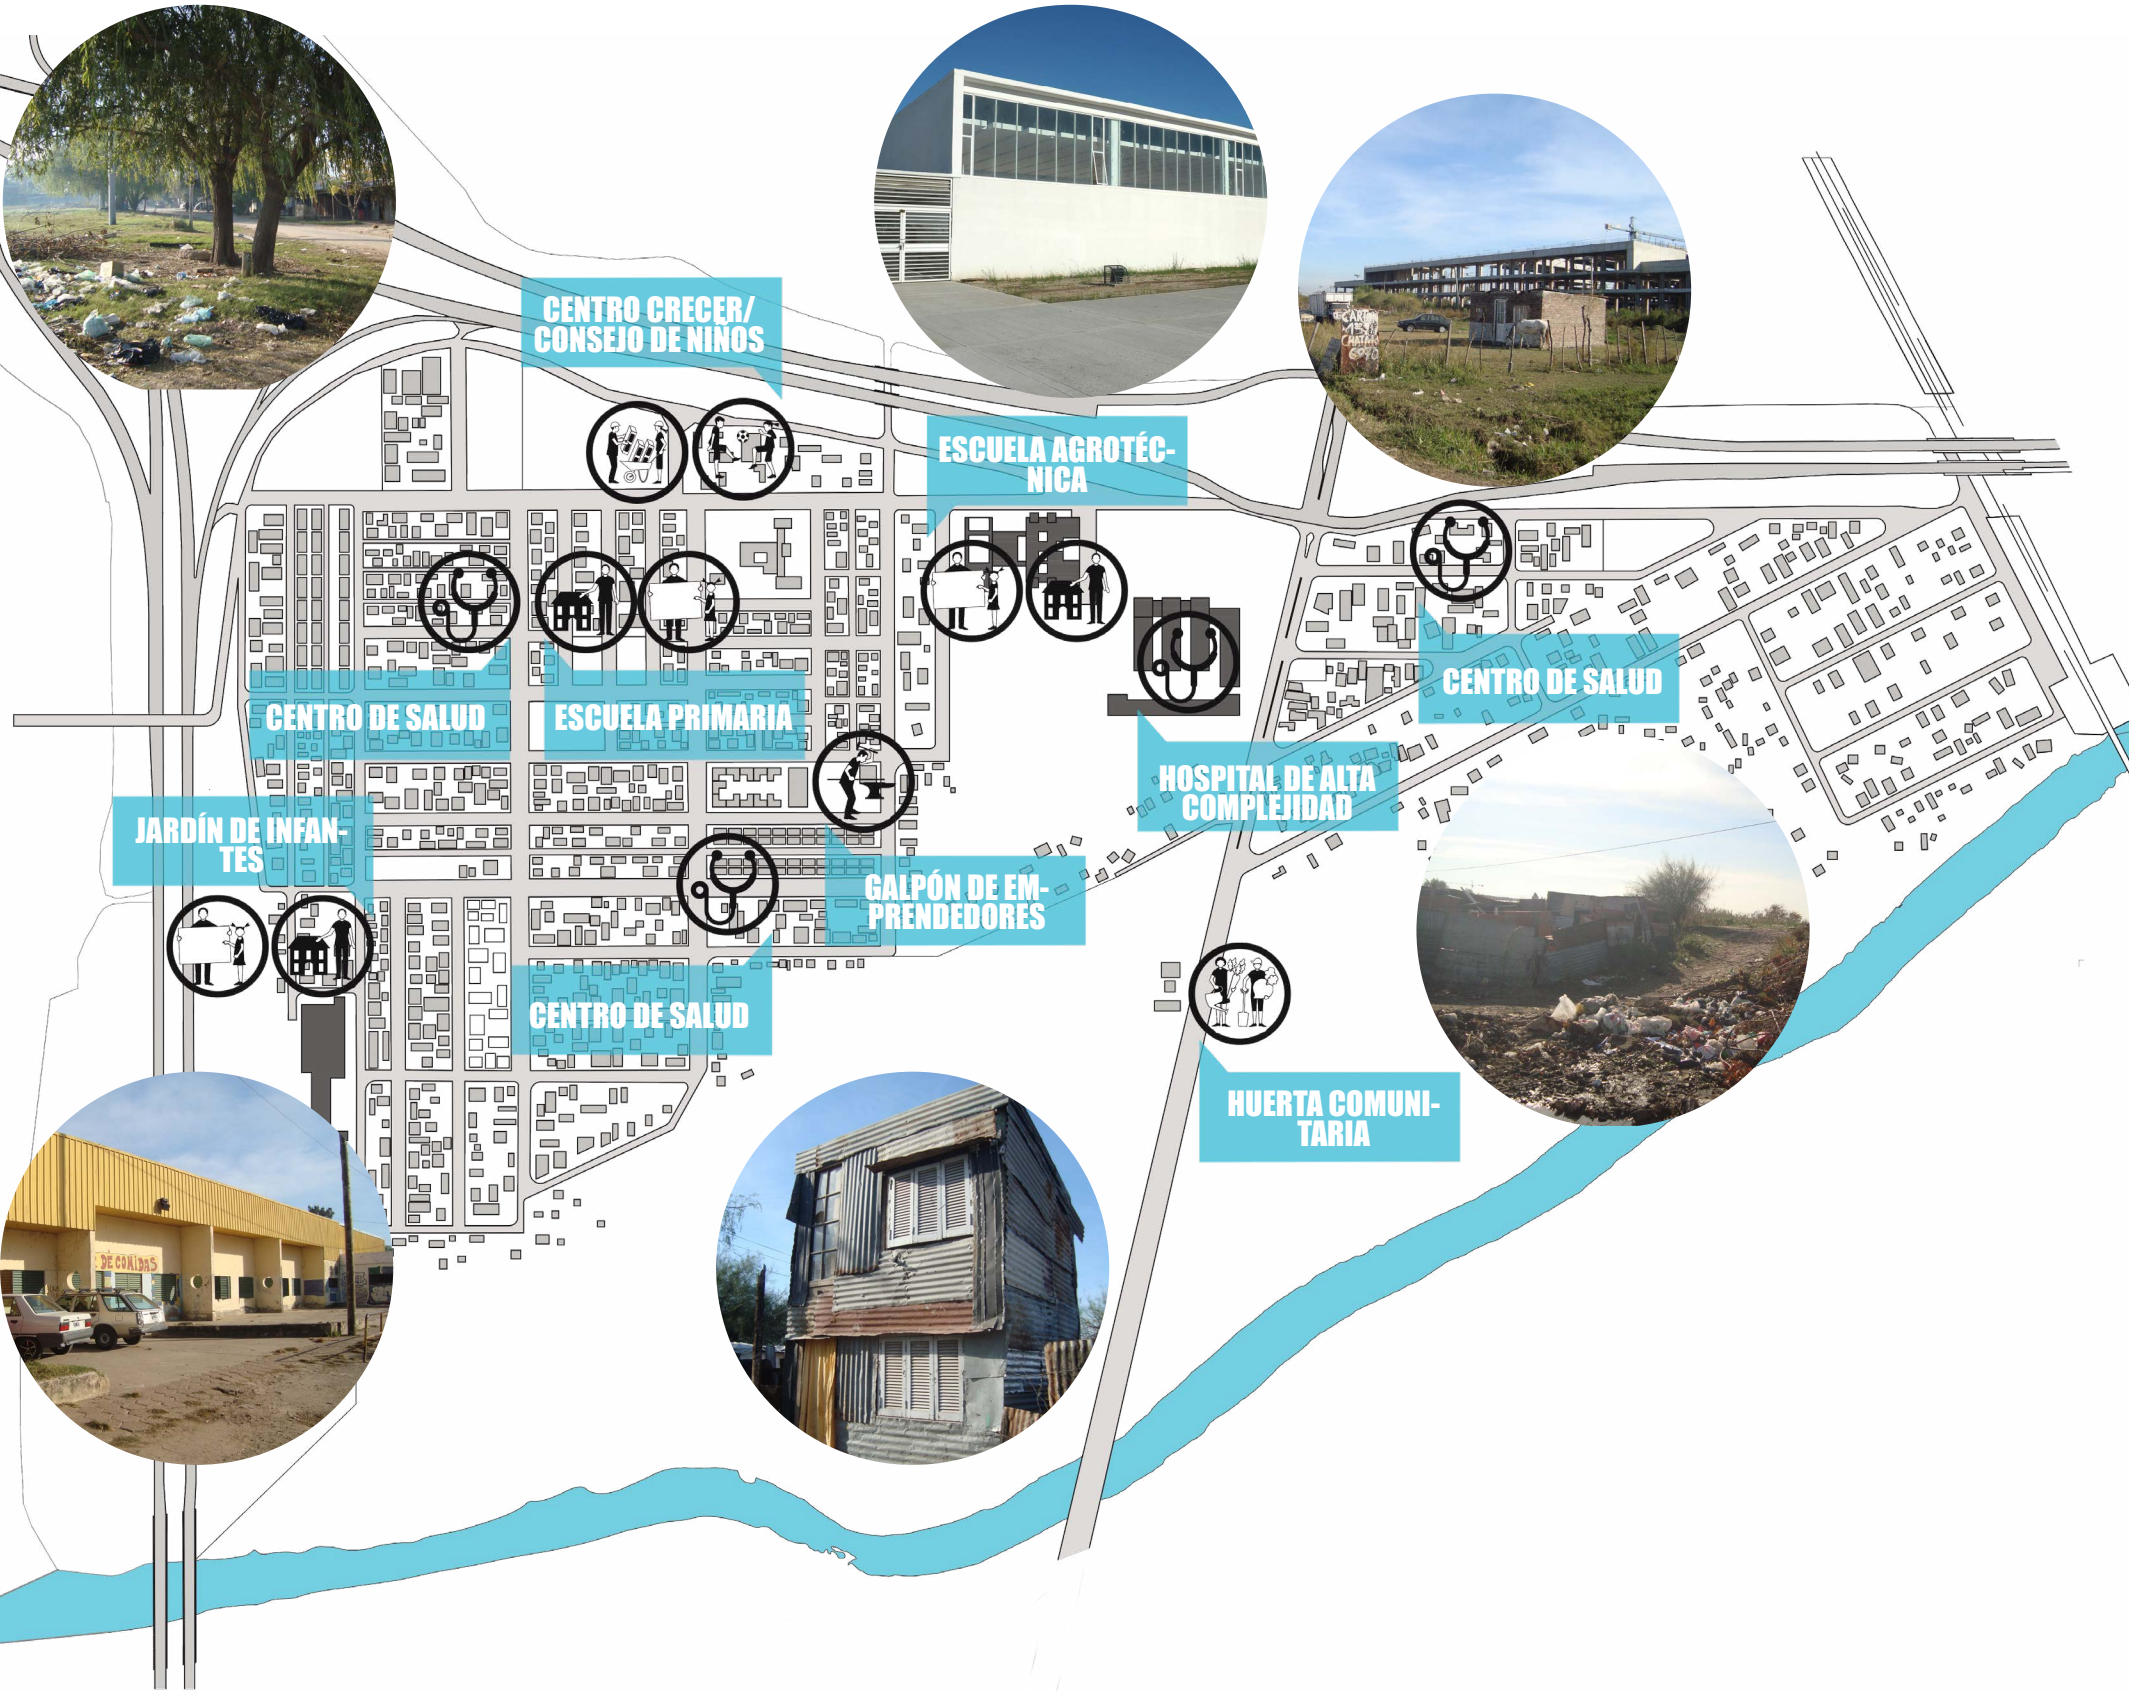 CENTRO CRECER/
CONSEJO DE NIÑOS
ESCUELA AGROTÉC-
NICA
CENTRO DE SALUD
ESCUELA PRIMARIA
CENTRO DE SALUD
HOSPITAL DE ALTA
COMPLEJIDAD
JARDÍN DE INFAN-
TES
GALPÓN DE EM-
PRENDEDORES
CENTRO DE SALUD
HUERTA COMUNI-
TARIA
DE COMIDAS